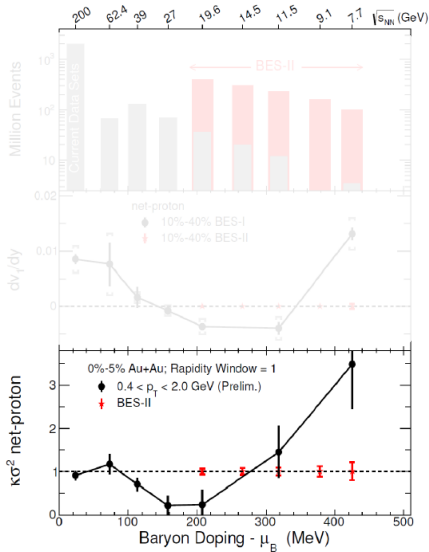 200 62.4 39 27 19.6 14.5 11.5 9.1 7.7 √sNN (GeV)
BES-II
Current Data Sets
Million Events
10³
10²
10
0.02
net-proton
10%-40% BES-I
10%-40% BES-II
0.01
0
dv₁/dy
0%-5% Au+Au; Rapidity Window = 1
0.4 < pT < 2.0 GeV (Prelim.)
BES-II
3
2
1
0
κσ² net-proton
0 100 200 300 400 500
Baryon Doping - μB (MeV)